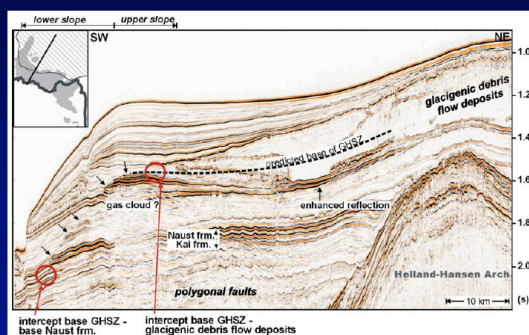 lower slope
upper slope
SW
NE
1.0
glacigenic debris
flow deposits
1.2
predicted base of GHSZ
1.4
1.6
gas cloud ?
enhanced reflection
1.8
Naust frm.
Kai frm.
Helland-Hansen Arch
2.0
polygonal faults
10 km
(s)
intercept base GHSZ -
base Naust frm.
intercept base GHSZ -
glacigenic debris flow deposits